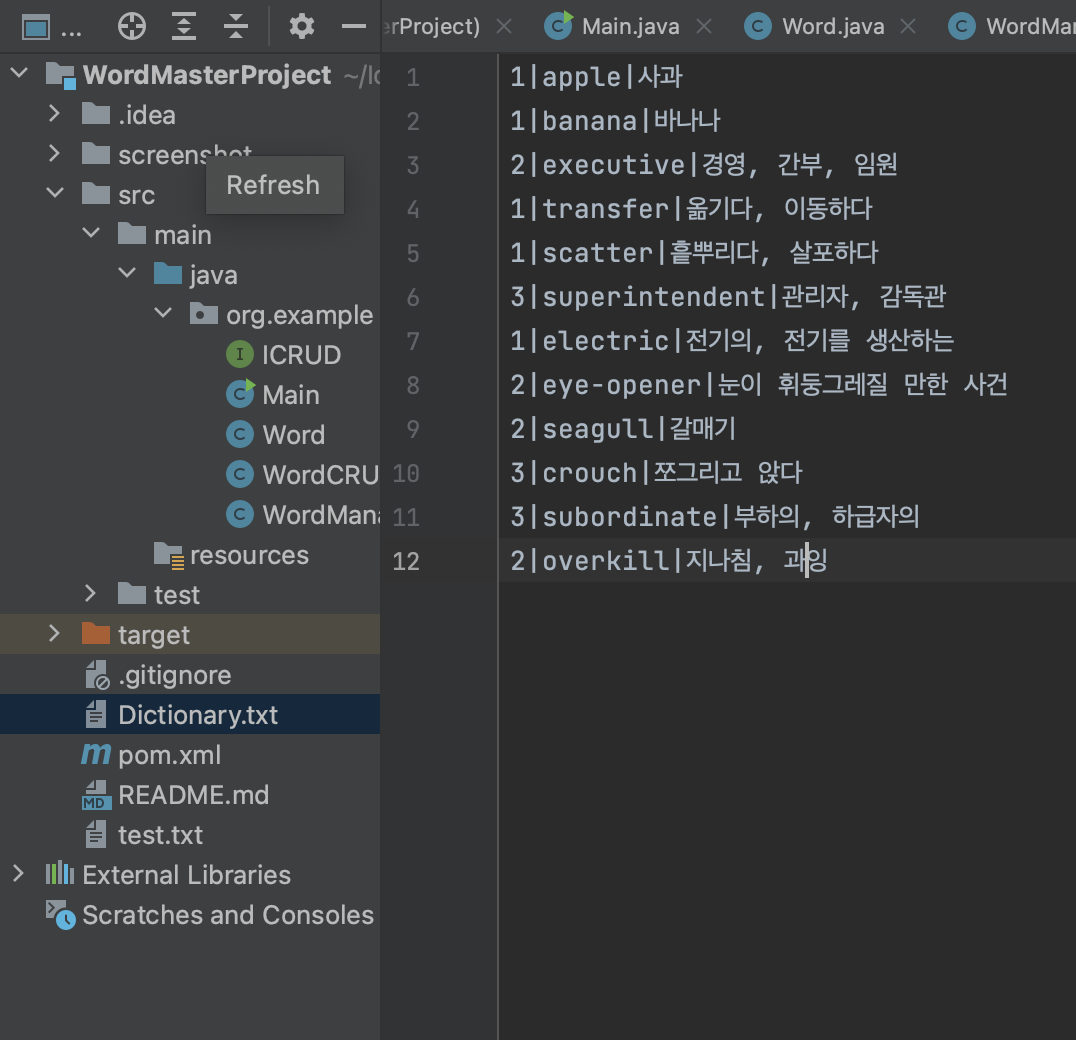 ...
erProject)
Main.java
Word.java
WordMan
WordMasterProject ~/Id
.idea
screenshot
Refresh
src
main
java
org.example
ICRUD
Main
Word
WordCRU
WordMana
resources
test
target
.gitignore
Dictionary.txt
pom.xml
README.md
test.txt
External Libraries
Scratches and Consoles
1 1|apple|사과
2 1|banana|바나나
3 2|executive|경영, 간부, 임원
4 1|transfer|옮기다, 이동하다
5 1|scatter|흩뿌리다, 살포하다
6 3|superintendent|관리자, 감독관
7 1|electric|전기의, 전기를 생산하는
8 2|eye-opener|눈이 휘둥그레질 만한 사건
9 2|seagull|갈매기
10 3|crouch|쪼그리고 앉다
11 3|subordinate|부하의, 하급자의
12 2|overkill|지나침, 과잉